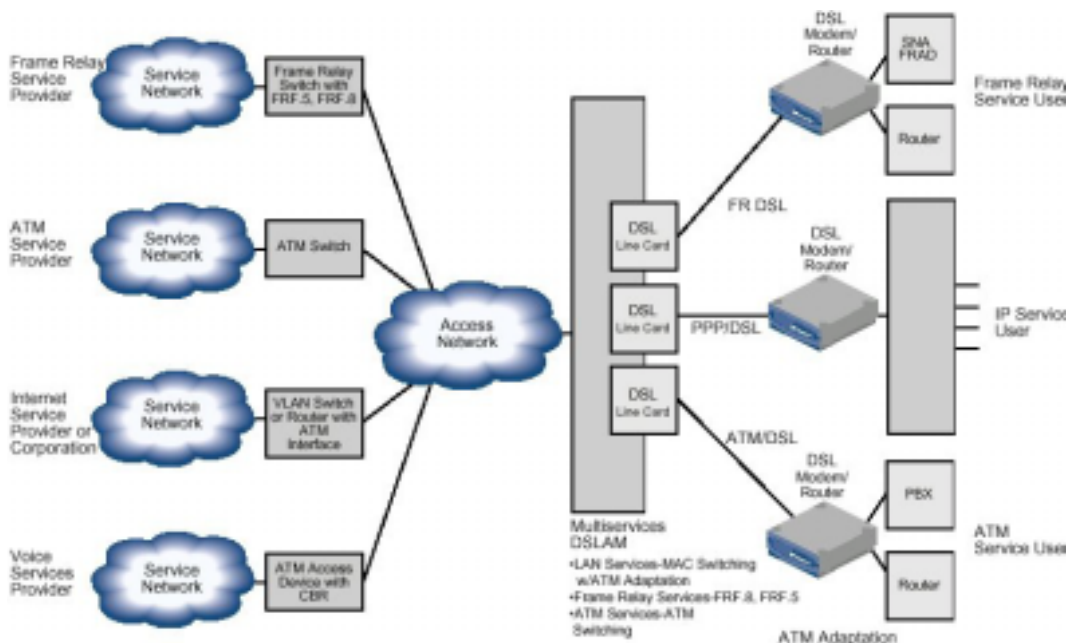 Frame Relay
Service
Provider
Service
Network
Frame Relay
Switch with
FRF.5, FRF.8
ATM
Service
Provider
Service
Network
ATM Switch
Internet
Service
Provider or
Corporation
Service
Network
VLAN Switch
or Router with
ATM
Interface
Voice
Services
Provider
Service
Network
ATM Access
Device with
CBR
Access
Network
DSL
Line Card
DSL
Line Card
DSL
Line Card
Multiservices
DSLAM
•LAN Services-MAC Switching
w/ATM Adaptation
•Frame Relay Services-FRF.8, FRF.5
•ATM Services-ATM
Switching
FR DSL
PPP/DSL
ATM/DSL
DSL
Modem/
Router
SNA
FRAD
Router
Frame Relay
Service User
DSL
Modem/
Router
IP Service
User
DSL
Modem/
Router
PBX
Router
ATM
Service User
ATM Adaptation